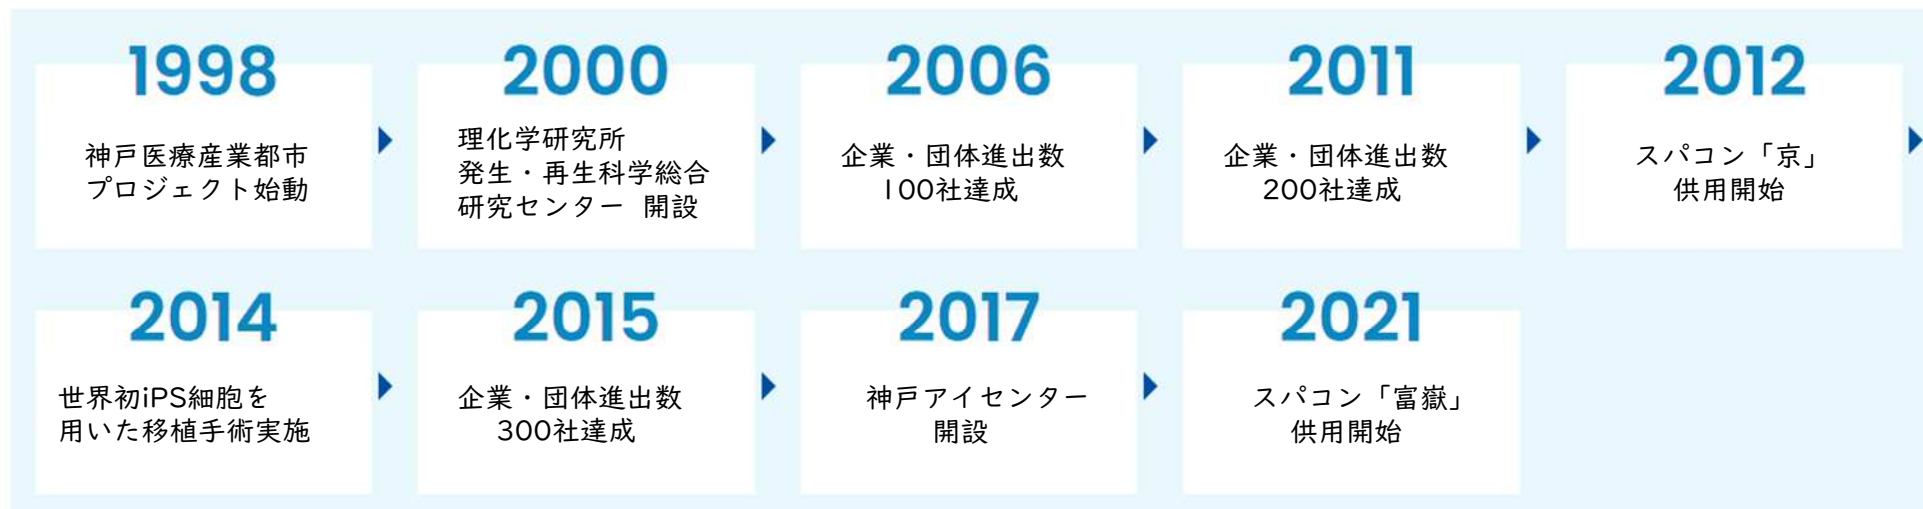 1998
神戸医療産業都市
プロジェクト始動
2000
理化学研究所
発生・再生科学総合
研究センター 開設
2006
企業・団体進出数
100社達成
2011
企業・団体進出数
200社達成
2012
スパコン「京」
供用開始
2014
世界初iPS細胞を
用いた移植手術実施
2015
企業・団体進出数
300社達成
2017
神戸アイセンター
開設
2021
スパコン「富嶽」
供用開始